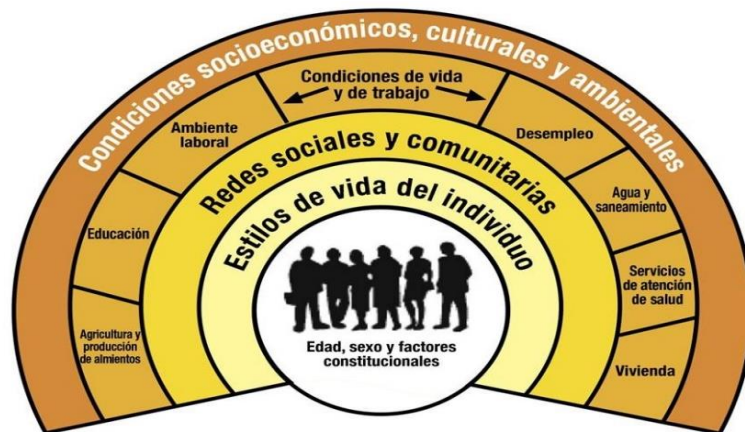 Condiciones socioeconómicos, culturales y ambientales
Condiciones de vida
y de trabajo
Ambiente
laboral
Desempleo
Educación
Agua y
saneamiento
Agricultura y
producción
de almientos
Servicios
de atención
de salud
Vivienda
Redes sociales y comunitarias
Estilos de vida del individuo
Edad, sexo y factores
constitucionales